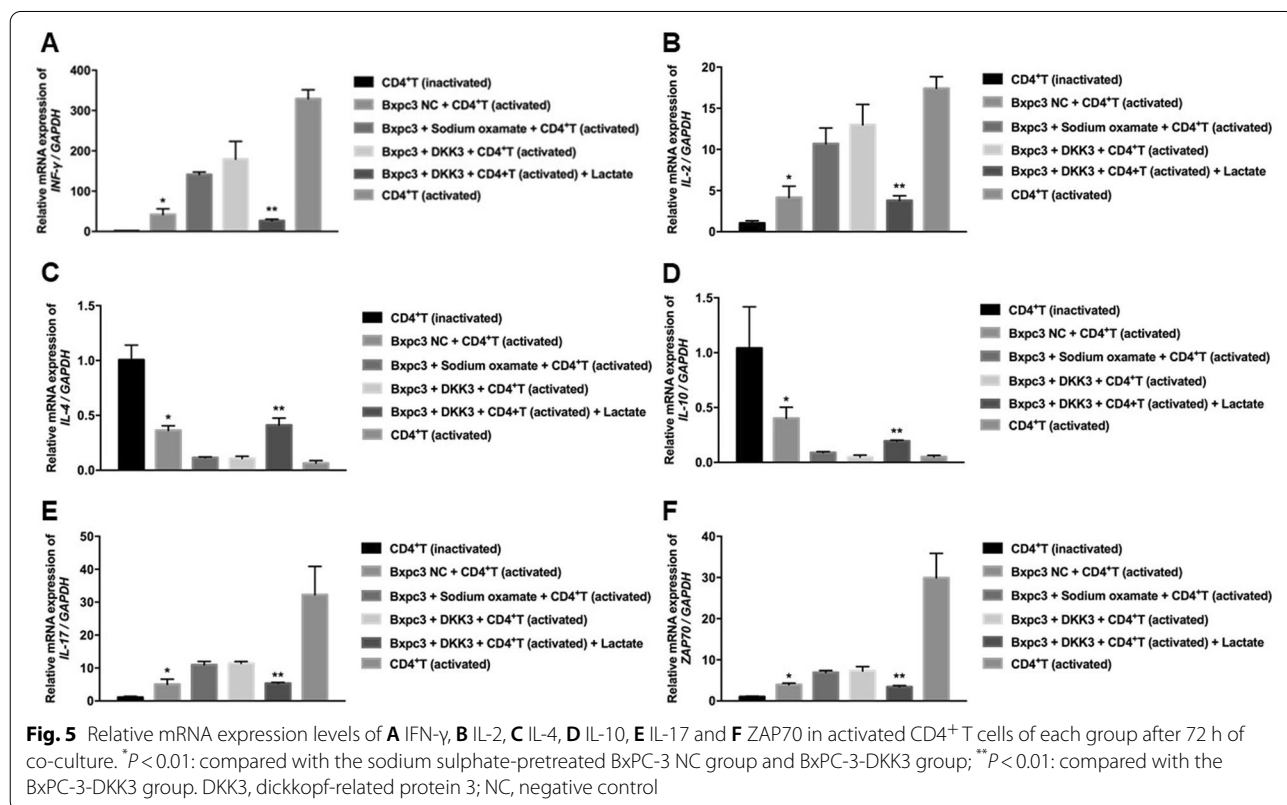 A
Relative mRNA expression of
INF-γ / GAPDH
400
300
200
100
0
*
**
CD4⁺T (inactivated)
Bxpc3 NC + CD4⁺T (activated)
Bxpc3 + Sodium oxamate + CD4⁺T (activated)
Bxpc3 + DKK3 + CD4⁺T (activated)
Bxpc3 + DKK3 + CD4+T (activated) + Lactate
CD4⁺T (activated)
B
Relative mRNA expression of
IL-2 / GAPDH
20
15
10
5
0
*
**
CD4⁺T (inactivated)
Bxpc3 NC + CD4⁺T (activated)
Bxpc3 + Sodium oxamate + CD4⁺T (activated)
Bxpc3 + DKK3 + CD4⁺T (activated)
Bxpc3 + DKK3 + CD4+T (activated) + Lactate
CD4⁺T (activated)
C
Relative mRNA expression of
IL-4 / GAPDH
1.5
1.0
0.5
0.0
*
**
CD4⁺T (inactivated)
Bxpc3 NC + CD4⁺T (activated)
Bxpc3 + Sodium oxamate + CD4⁺T (activated)
Bxpc3 + DKK3 + CD4⁺T (activated)
Bxpc3 + DKK3 + CD4+T (activated) + Lactate
CD4⁺T (activated)
D
Relative mRNA expression of
IL-10 / GAPDH
1.5
1.0
0.5
0.0
*
**
CD4⁺T (inactivated)
Bxpc3 NC + CD4⁺T (activated)
Bxpc3 + Sodium oxamate + CD4⁺T (activated)
Bxpc3 + DKK3 + CD4⁺T (activated)
Bxpc3 + DKK3 + CD4+T (activated) + Lactate
CD4⁺T (activated)
E
Relative mRNA expression of
IL-17 / GAPDH
50
40
30
20
10
0
*
**
CD4⁺T (inactivated)
Bxpc3 NC + CD4⁺T (activated)
Bxpc3 + Sodium oxamate + CD4⁺T (activated)
Bxpc3 + DKK3 + CD4⁺T (activated)
Bxpc3 + DKK3 + CD4⁺T (activated) + Lactate
CD4⁺T (activated)
F
Relative mRNA expression of
ZAP70 / GAPDH
40
30
20
10
0
*
**
CD4⁺T (inactivated)
Bxpc3 NC + CD4⁺T (activated)
Bxpc3 + Sodium oxamate + CD4⁺T (activated)
Bxpc3 + DKK3 + CD4⁺T (activated)
Bxpc3 + DKK3 + CD4⁺T (activated) + Lactate
CD4⁺T (activated)
Fig. 5 Relative mRNA expression levels of A IFN-γ, B IL-2, C IL-4, D IL-10, E IL-17 and F ZAP70 in activated CD4⁺ T cells of each group after 72 h of
co-culture. *P < 0.01: compared with the sodium sulphate-pretreated BxPC-3 NC group and BxPC-3-DKK3 group; **P < 0.01: compared with the
BxPC-3-DKK3 group. DKK3, dickkopf-related protein 3; NC, negative control